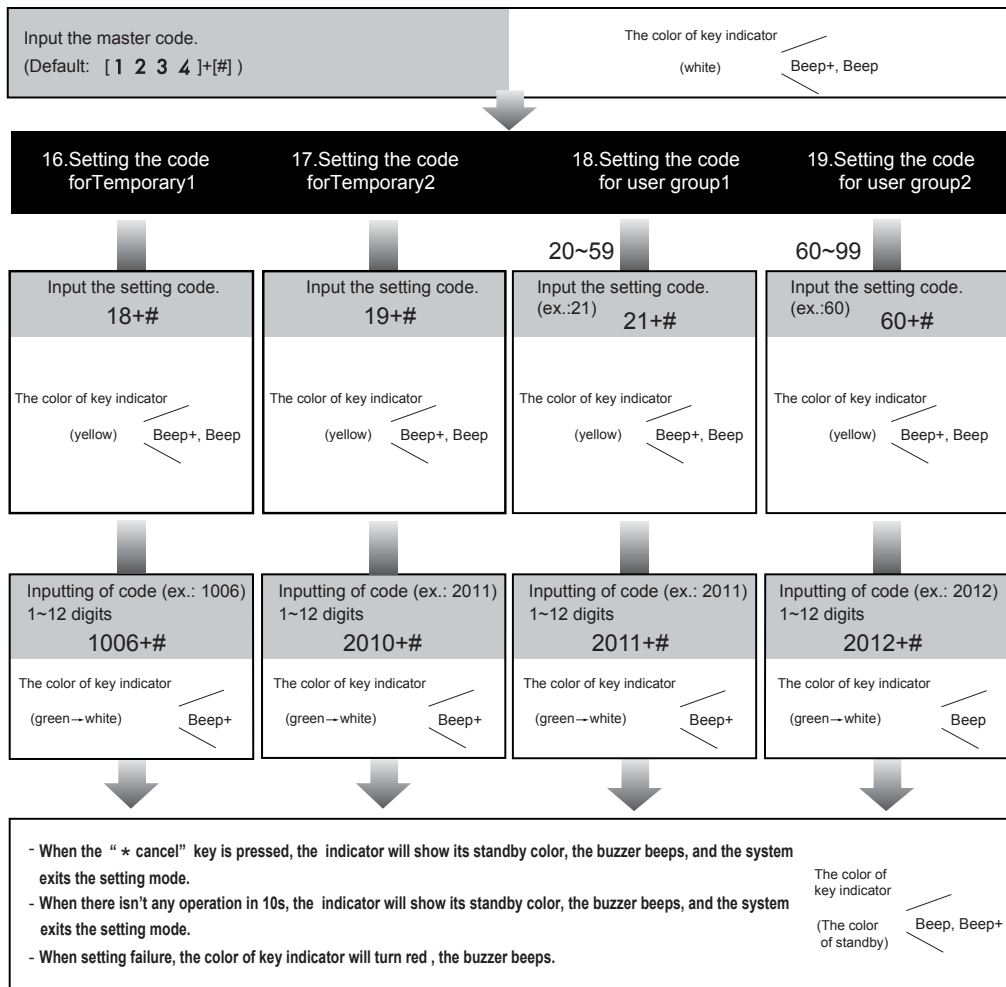 Input the master code.
(Default: [ 1 2 3 4 ]+[#] )
The color of key indicator
(white)
Beep+, Beep
16.Setting the code
forTemporary1
17.Setting the code
forTemporary2
18.Setting the code
for user group1
19.Setting the code
for user group2
20~59
60~99
Input the setting code.
18+#
Input the setting code.
19+#
Input the setting code.
(ex.:21)
21+#
Input the setting code.
(ex.:60)
60+#
The color of key indicator
(yellow)
Beep+, Beep
The color of key indicator
(yellow)
Beep+, Beep
The color of key indicator
(yellow)
Beep+, Beep
The color of key indicator
(yellow)
Beep+, Beep
Inputting of code (ex.: 1006)
1~12 digits
1006+#
Inputting of code (ex.: 2011)
1~12 digits
2010+#
Inputting of code (ex.: 2011)
1~12 digits
2011+#
Inputting of code (ex.: 2012)
1~12 digits
2012+#
The color of key indicator
(green→white)
Beep+
The color of key indicator
(green→white)
Beep+
The color of key indicator
(green→white)
Beep+
The color of key indicator
(green→white)
Beep
- When the “ * cancel” key is pressed, the indicator will show its standby color, the buzzer beeps, and the system
exits the setting mode.
- When there isn’t any operation in 10s, the indicator will show its standby color, the buzzer beeps, and the system
exits the setting mode.
- When setting failure, the color of key indicator will turn red , the buzzer beeps.
The color of
key indicator
(The color
of standby)
Beep, Beep+